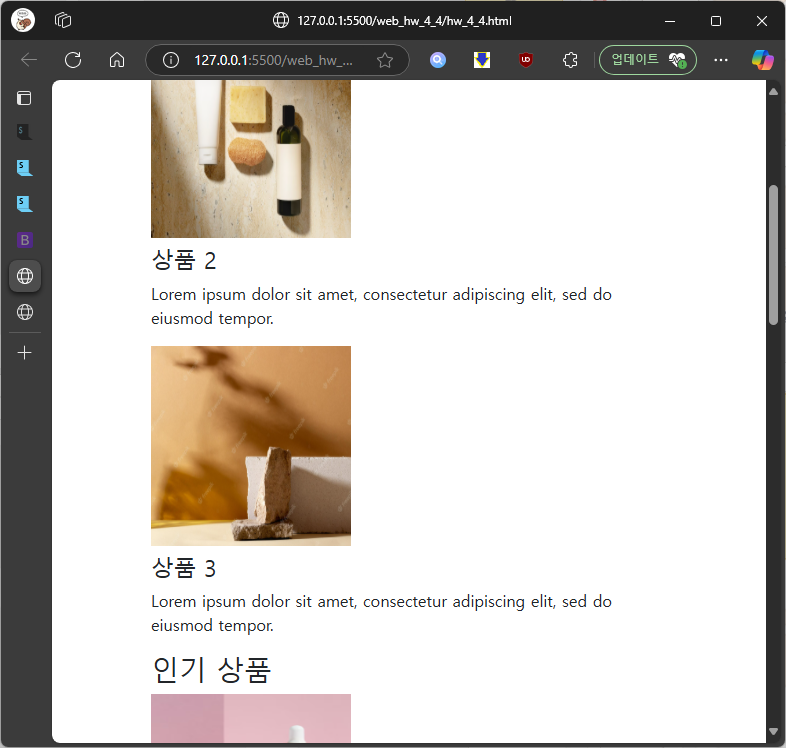 127.0.0.1:5500/web_hw_4_4/hw_4_4.html
127.0.0.1:5500/web_hw_...
UD
업데이트
S
S
S
B
상품 2
Lorem ipsum dolor sit amet, consectetur adipiscing elit, sed do
eiusmod tempor.
상품 3
Lorem ipsum dolor sit amet, consectetur adipiscing elit, sed do
eiusmod tempor.
인기 상품